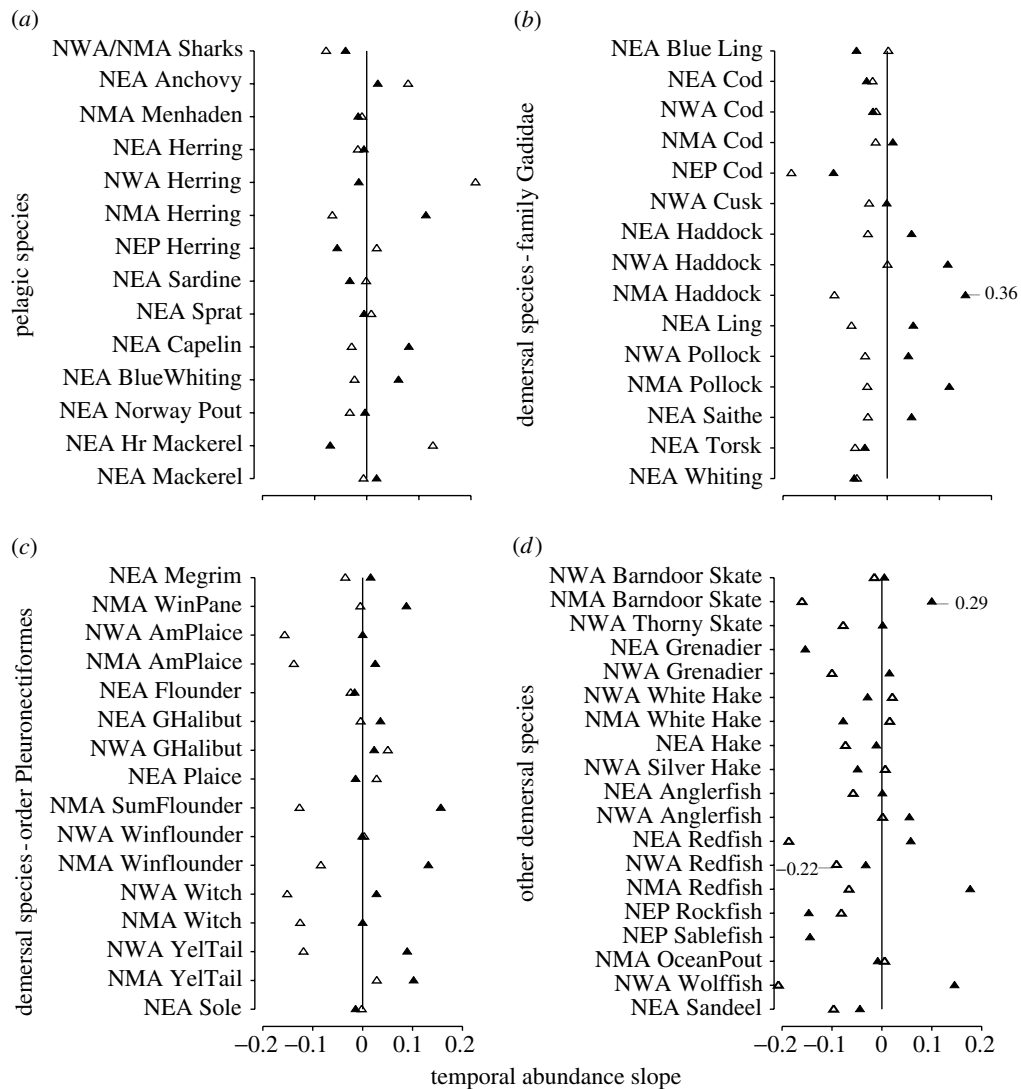 (a)
pelagic species
NWA/NMA Sharks
NEA Anchovy
NMA Menhaden
NEA Herring
NWA Herring
NMA Herring
NEP Herring
NEA Sardine
NEA Sprat
NEA Capelin
NEA BlueWhiting
NEA Norway Pout
NEA Hr Mackerel
NEA Mackerel
(b)
demersal species-family Gadidae
NEA Blue Ling
NEA Cod
NWA Cod
NMA Cod
NEP Cod
NWA Cusk
NEA Haddock
NWA Haddock
NMA Haddock
0.36
NEA Ling
NWA Pollock
NMA Pollock
NEA Saithe
NEA Torsk
NEA Whiting
(c)
demersal species-order Pleuronectiformes
NEA Megrim
NMA WinPane
NWA AmPlaice
NMA AmPlaice
NEA Flounder
NEA GHalibut
NWA GHalibut
NEA Plaice
NMA SumFlounder
NWA Winflounder
NMA Winflounder
NWA Witch
NMA Witch
NWA YelTail
NMA YelTail
NEA Sole
−0.2 −0.1 0 0.1 0.2
(d)
other demersal species
NWA Barndoor Skate
NMA Barndoor Skate
0.29
NWA Thorny Skate
NEA Grenadier
NWA Grenadier
NWA White Hake
NMA White Hake
NEA Hake
NWA Silver Hake
NEA Anglerfish
NWA Anglerfish
NEA Redfish
NWA Redfish
−0.22
NMA Redfish
NEP Rockfish
NEP Sablefish
NMA OceanPout
NWA Wolffish
NEA Sandeel
−0.2 −0.1 0 0.1 0.2
temporal abundance slope